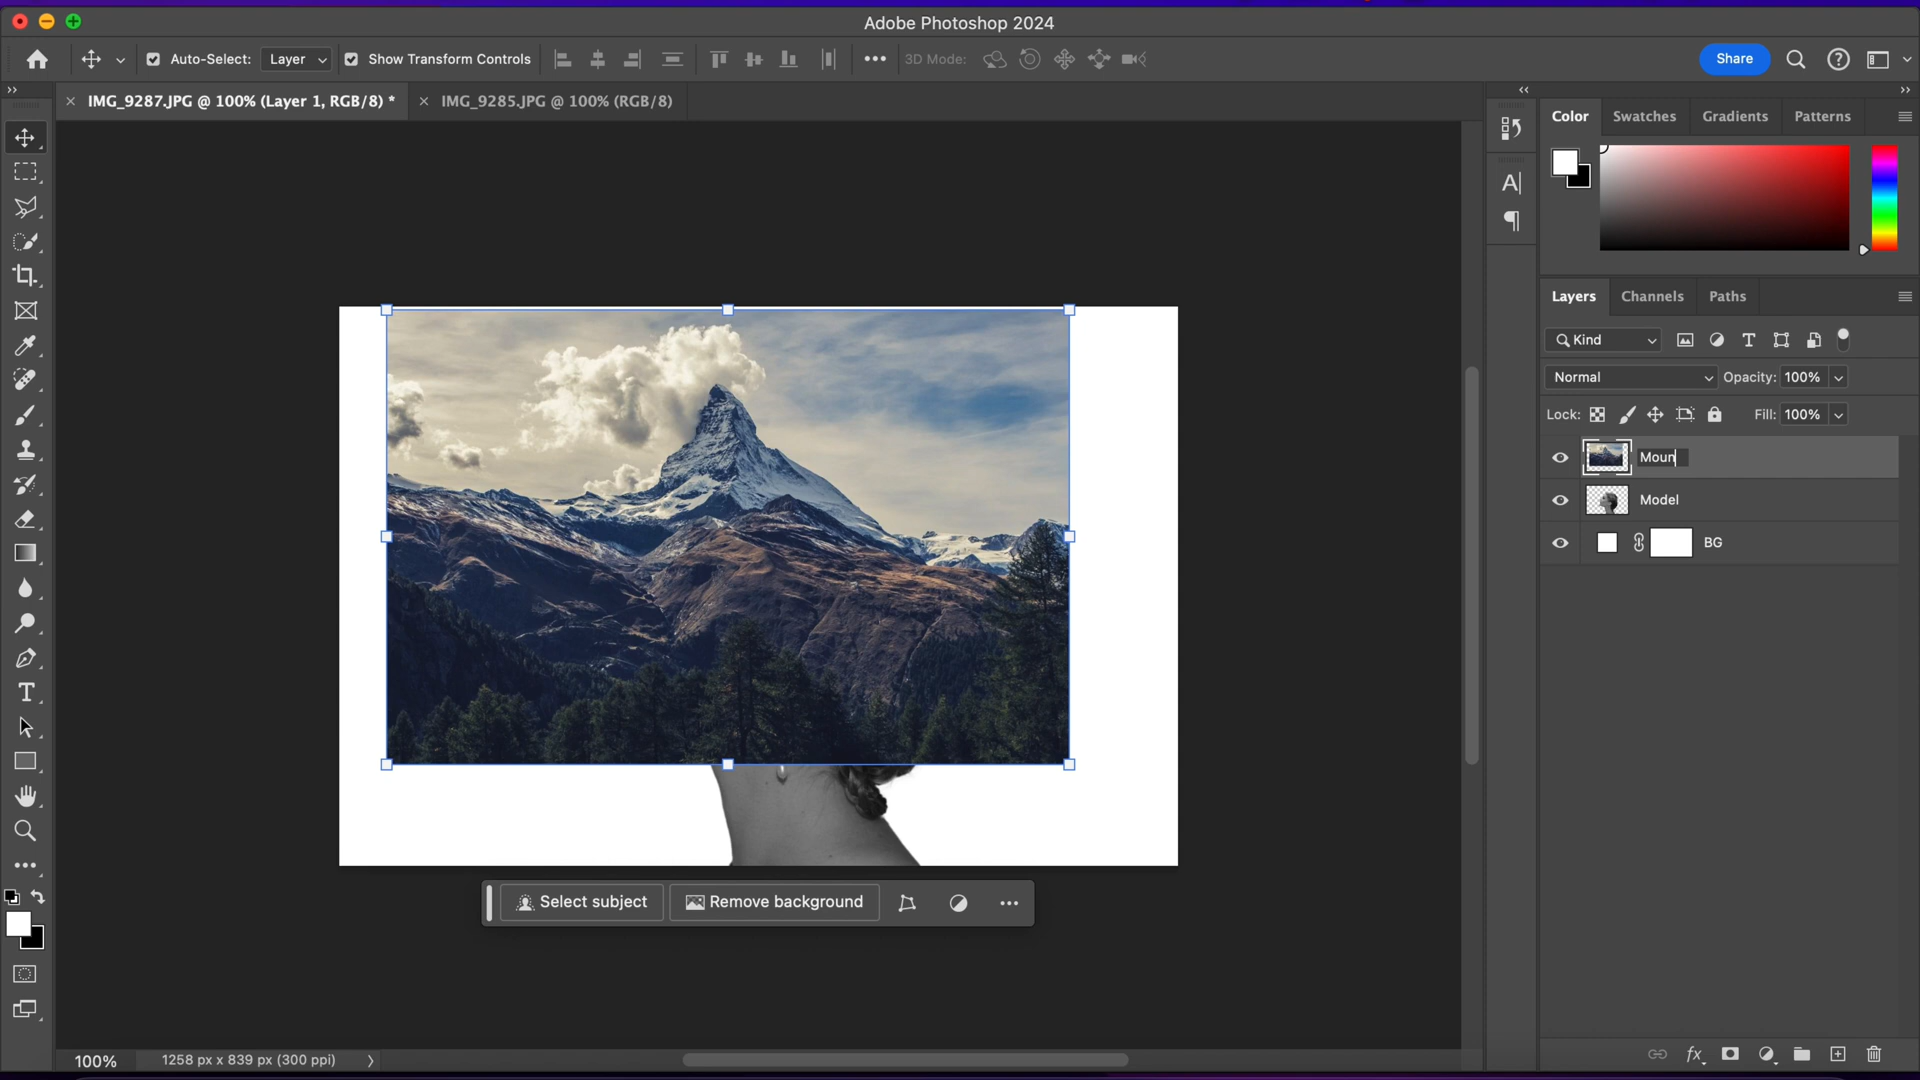 Adobe Photoshop 2024
Auto-Select: Layer Show Transform Controls 3D Mode: Share
IMG_9287.JPG @ 100% (Layer 1, RGB/8) * IMG_9285.JPG @ 100% (RGB/8)
Color Swatches Gradients Patterns
Layers Channels Paths
Kind
Normal Opacity: 100%
Lock: Fill: 100%
Moun
Model
BG
Select subject Remove background
100% 1258 px x 839 px (300 ppi)